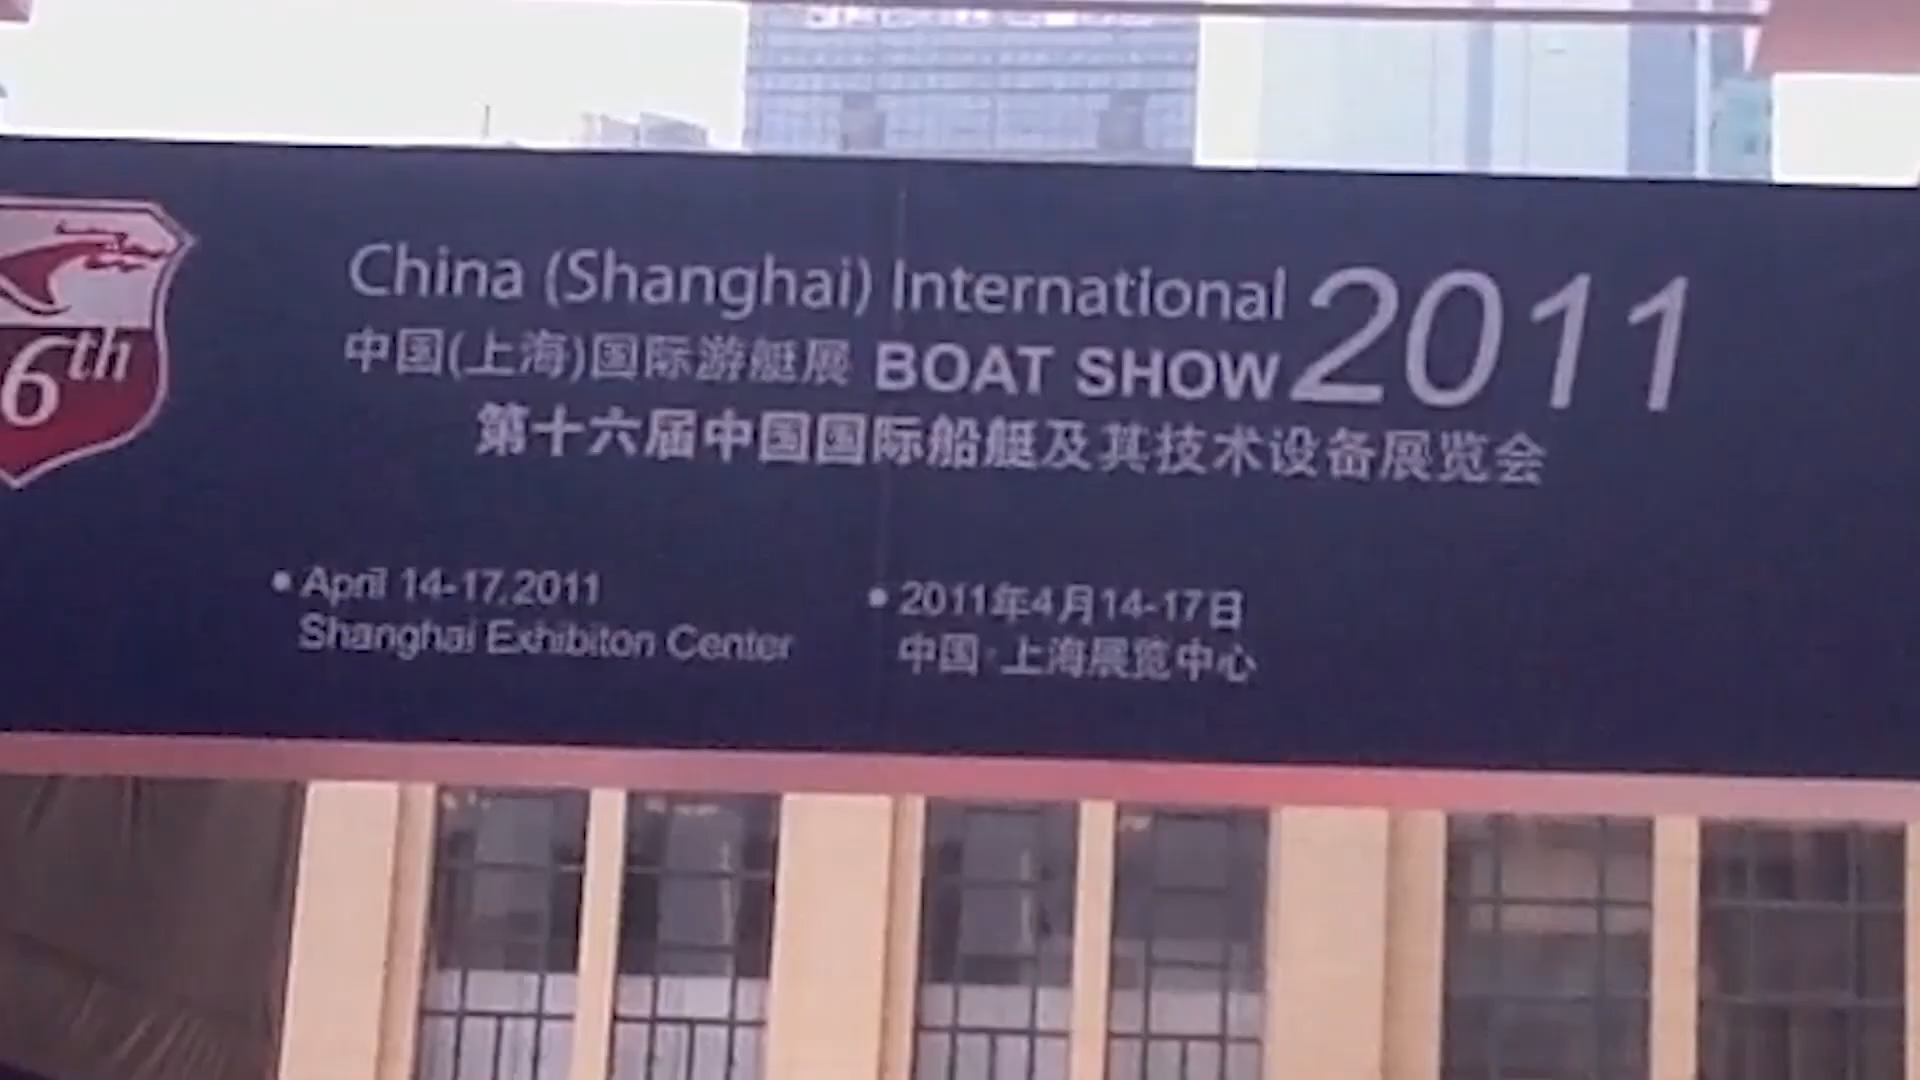 6th
China (Shanghai) International
中国(上海)国际游艇展 BOAT SHOW 2011
第十六届中国国际船艇及其技术设备展览会
• April 14-17,2011
Shanghai Exhibiton Center
• 2011年4月14-17日
中国·上海展览中心